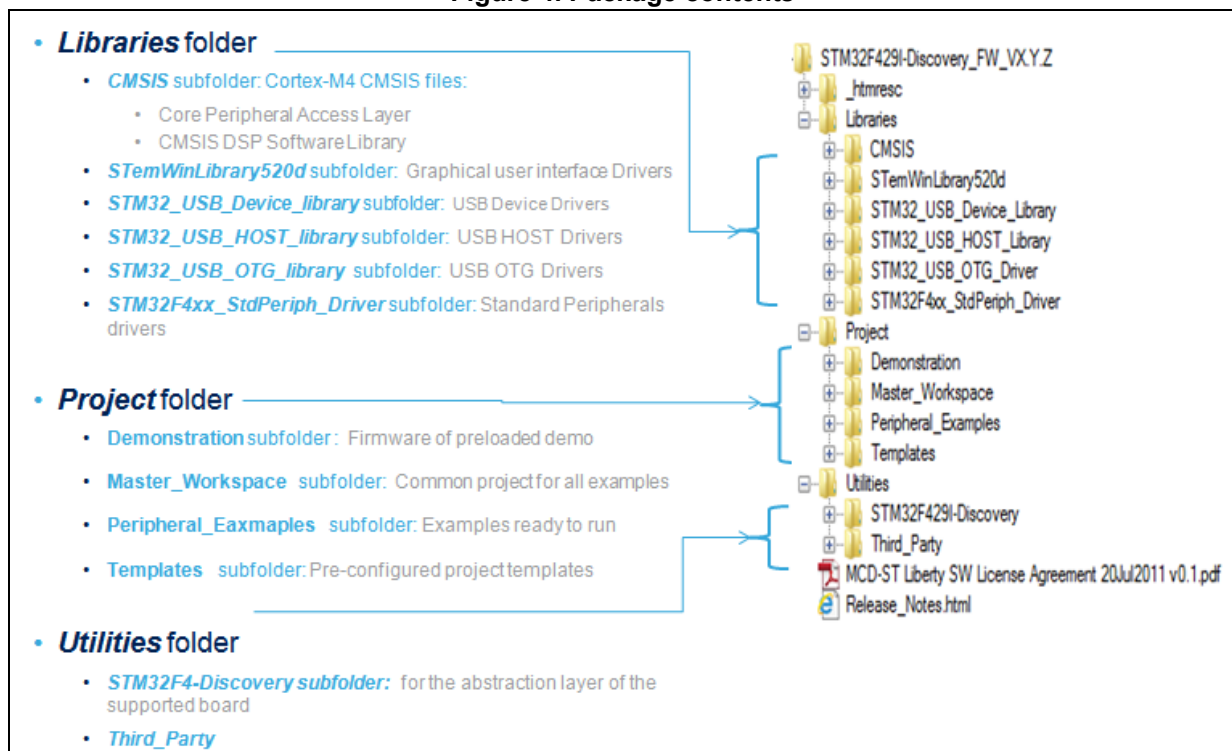 • Libraries folder
• CMSIS subfolder: Cortex-M4 CMSIS files:
• Core Peripheral Access Layer
• CMSIS DSP Software Library
• STemWinLibrary520d subfolder: Graphical user interface Drivers
• STM32_USB_Device_library subfolder: USB Device Drivers
• STM32_USB_HOST_library subfolder: USB HOST Drivers
• STM32_USB_OTG_library subfolder: USB OTG Drivers
• STM32F4xx_StdPeriph_Driver subfolder: Standard Peripherals
drivers
• Project folder
• Demonstration subfolder: Firmware of preloaded demo
• Master_Workspace subfolder: Common project for all examples
• Peripheral_Eaxmaples subfolder: Examples ready to run
• Templates subfolder: Pre-configured project templates
• Utilities folder
• STM32F4-Discovery subfolder: for the abstraction layer of the
supported board
• Third_Party
STM32F429I-Discovery_FW_VX.Y.Z
_htmresc
Libraries
CMSIS
STemWinLibrary520d
STM32_USB_Device_Library
STM32_USB_HOST_Library
STM32_USB_OTG_Driver
STM32F4xx_StdPeriph_Driver
Project
Demonstration
Master_Workspace
Peripheral_Examples
Templates
Utilities
STM32F429I-Discovery
Third_Party
MCD-ST Liberty SW License Agreement 20Jul2011 v0.1.pdf
Release_Notes.html